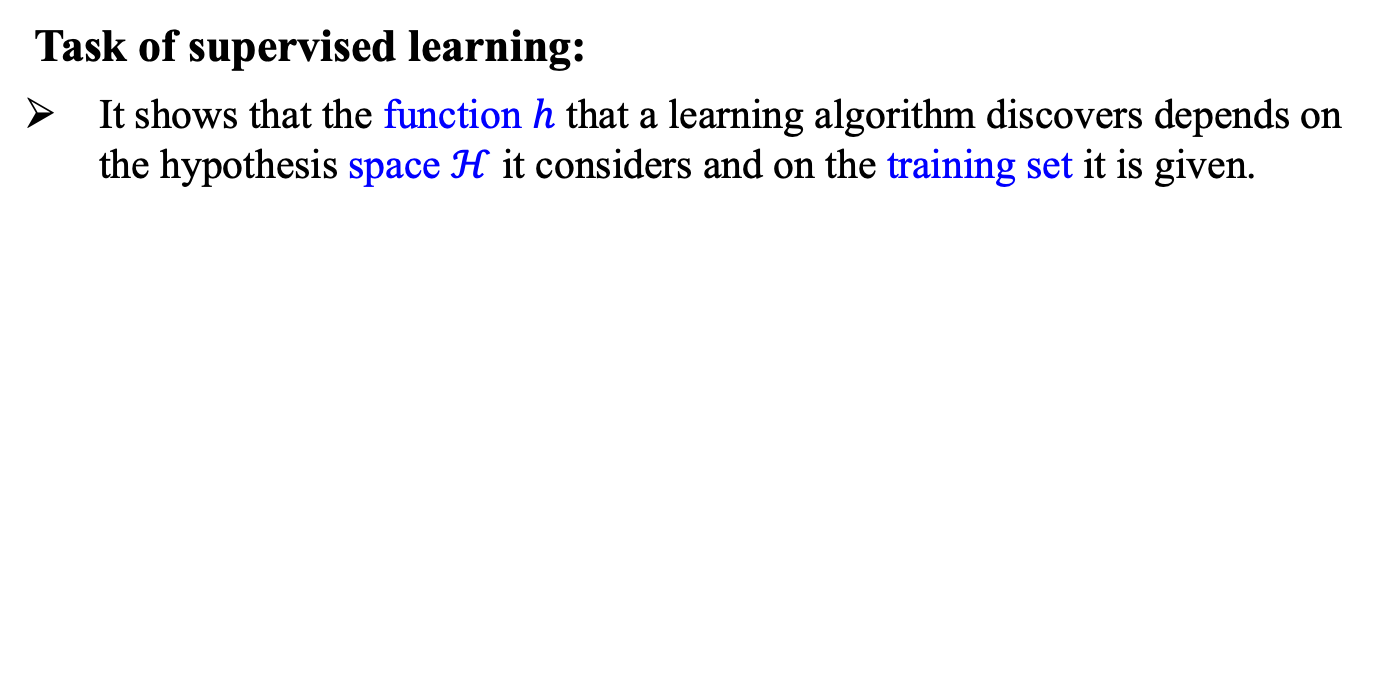 Task of supervised learning:
➤ It shows that the function ℎ that a learning algorithm discovers depends on
the hypothesis space ℋ it considers and on the training set it is given.